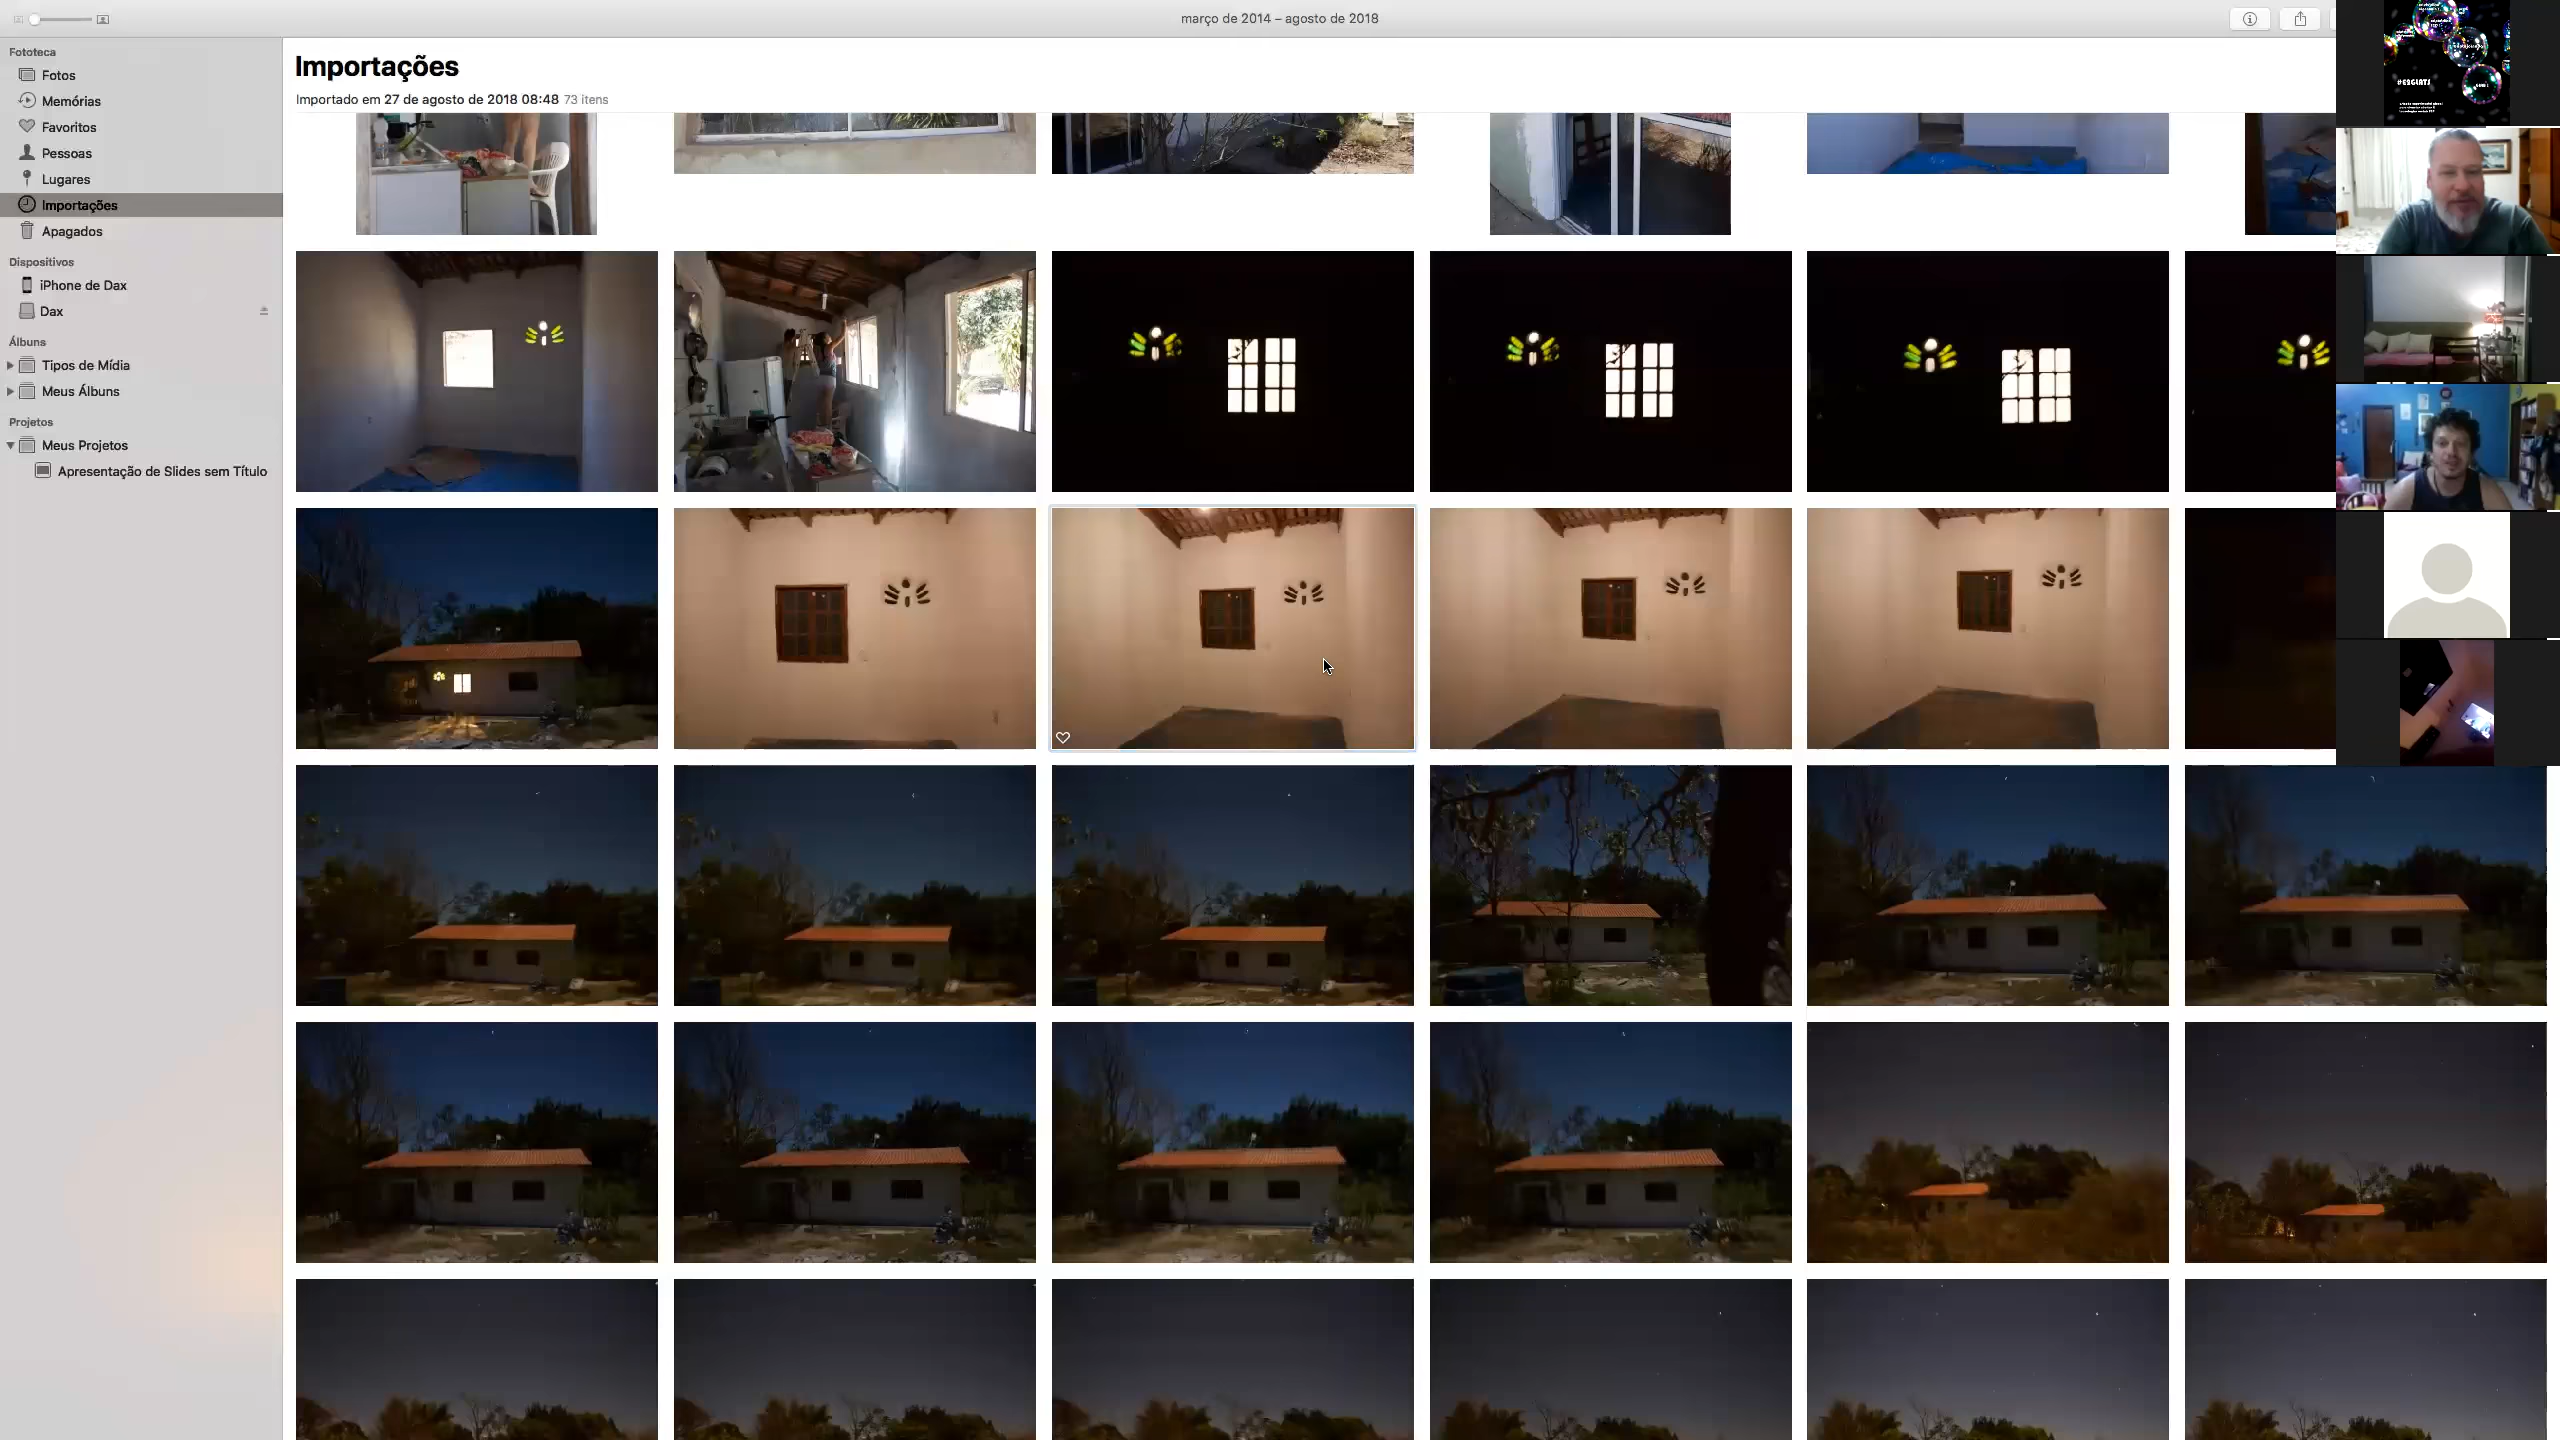 março de 2014 – agosto de 2018
Fototeca
Fotos
Memórias
Favoritos
Pessoas
Lugares
Importações
Apagados
Dispositivos
iPhone de Dax
Dax
Álbuns
Tipos de Mídia
Meus Álbuns
Projetos
Meus Projetos
Apresentação de Slides sem Título
Importações
Importado em 27 de agosto de 2018 08:48 73 itens